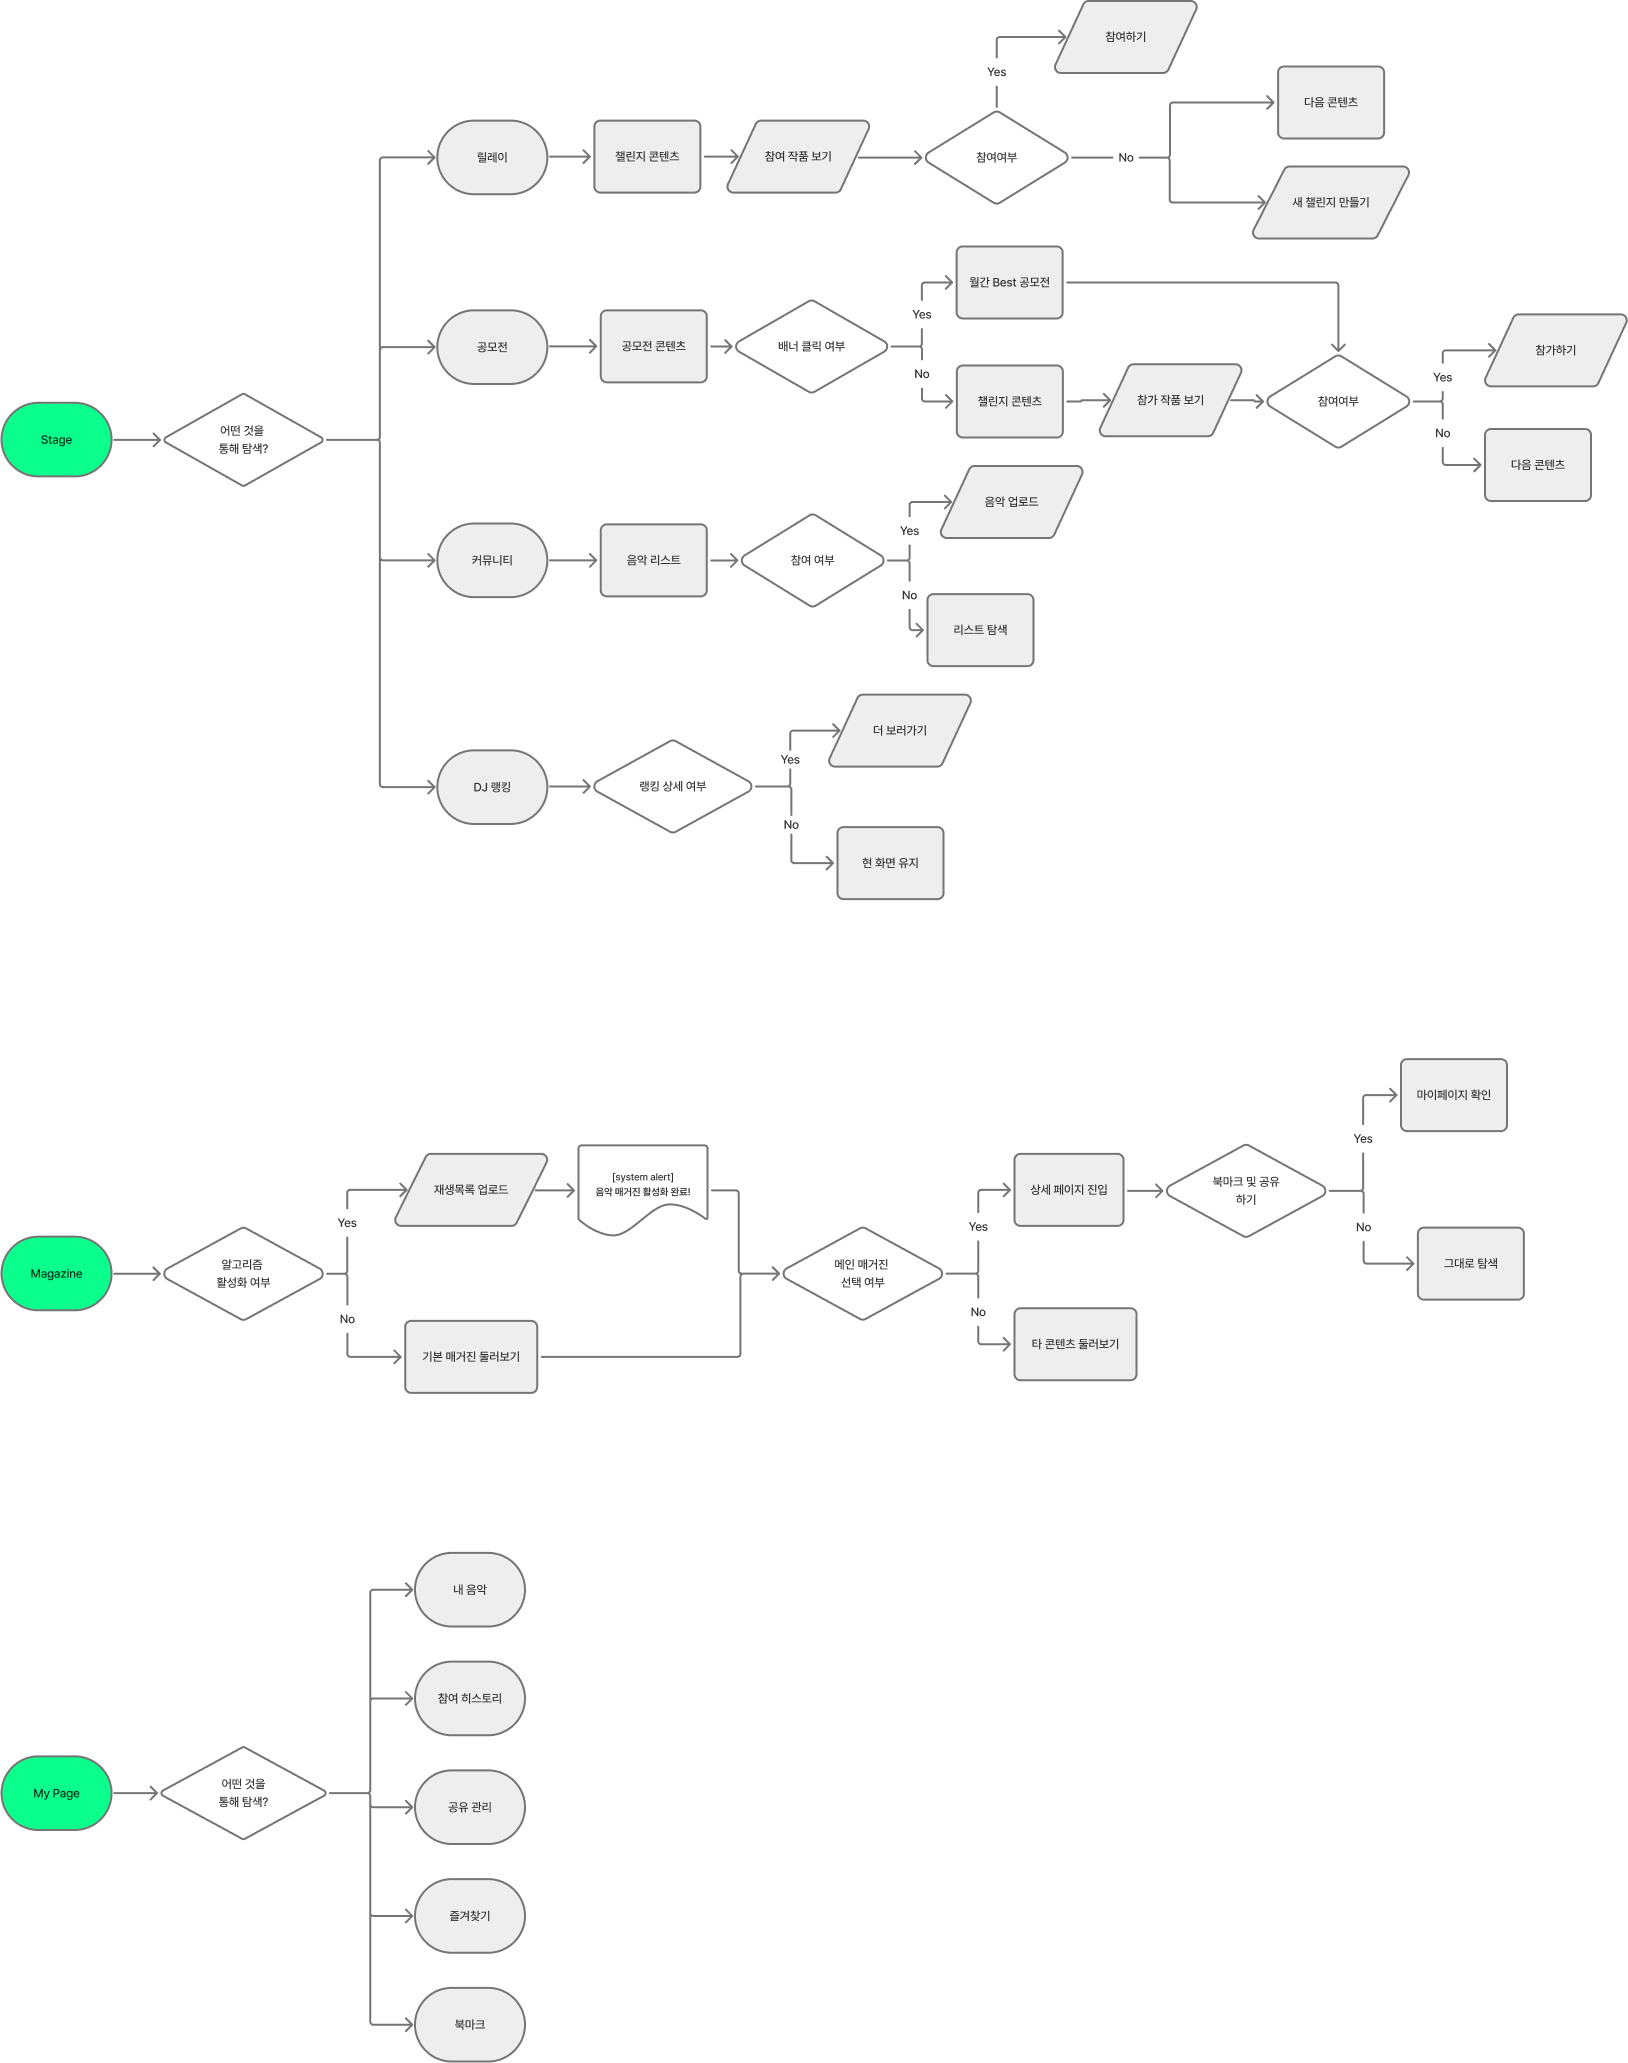 Stage
어떤 것을
통해 탐색?
릴레이
챌린지 콘텐츠
참여 작품 보기
참여여부
Yes
참여하기
No
다음 콘텐츠
새 챌린지 만들기
공모전
공모전 콘텐츠
배너 클릭 여부
Yes
월간 Best 공모전
No
챌린지 콘텐츠
참가 작품 보기
참여여부
Yes
참가하기
No
다음 콘텐츠
커뮤니티
음악 리스트
참여 여부
Yes
음악 업로드
No
리스트 탐색
DJ 랭킹
랭킹 상세 여부
Yes
더 보러가기
No
현 화면 유지
Magazine
알고리즘
활성화 여부
Yes
재생목록 업로드
[system alert]
음악 매거진 활성화 완료!
No
기본 매거진 둘러보기
메인 매거진
선택 여부
Yes
상세 페이지 진입
북마크 및 공유
하기
Yes
마이페이지 확인
No
그대로 탐색
No
타 콘텐츠 둘러보기
My Page
어떤 것을
통해 탐색?
내 음악
참여 히스토리
공유 관리
즐겨찾기
북마크